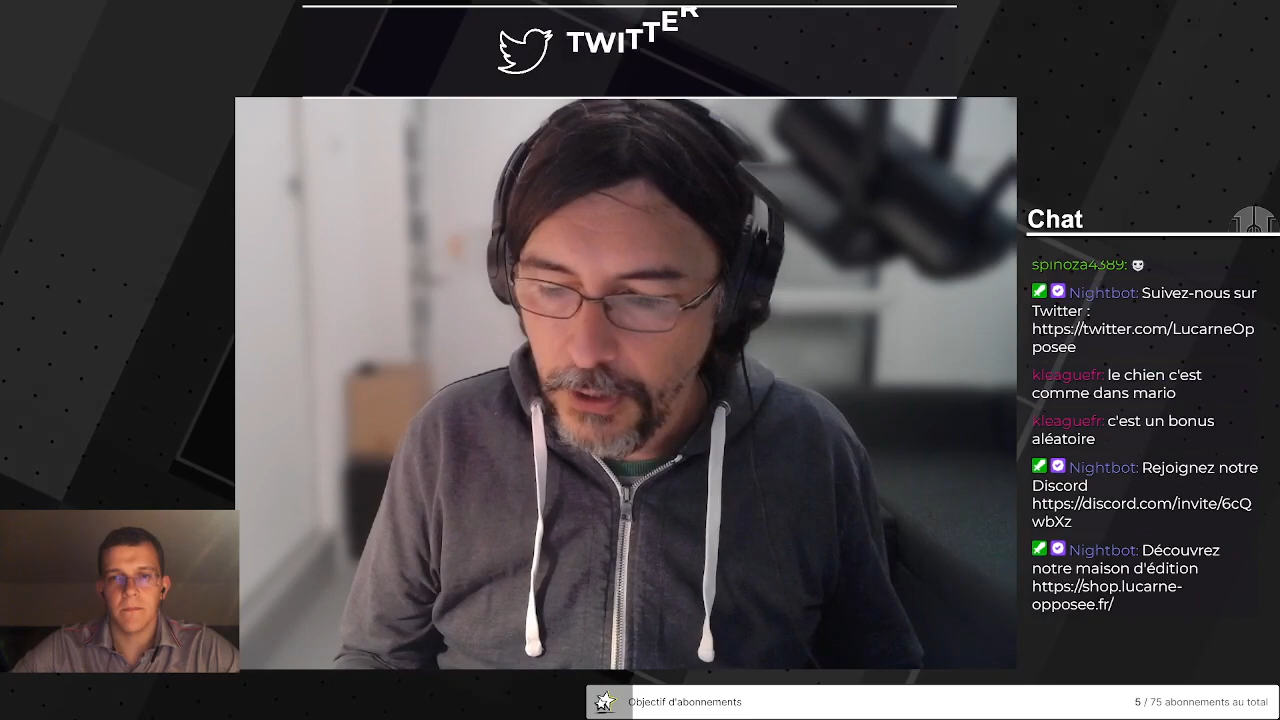 TWITTER
Chat
spinoza4389:
Nightbot: Suivez-nous sur
Twitter :
https://twitter.com/LucarneOp
posee
kleaguefr: le chien c'est
comme dans mario
kleaguefr: c'est un bonus
aléatoire
Nightbot: Rejoignez notre
Discord
https://discord.com/invite/6cQ
wbXz
Nightbot: Découvrez
notre maison d'édition
https://shop.lucarne-
opposee.fr/
Objectif d'abonnements
5 / 75 abonnements au total